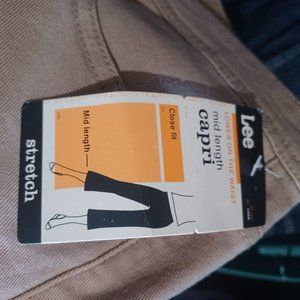 Lee
LOWER ON THE WAIST
mid length
capri
Close fit
Mid length
stretch